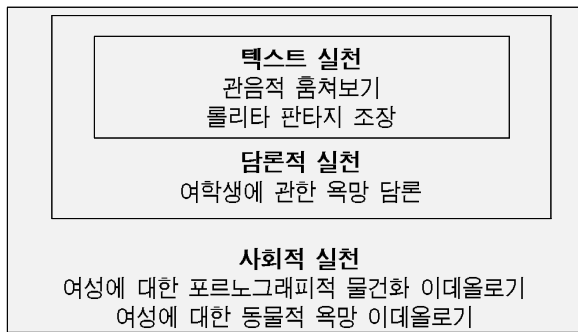 텍스트 실천
관음적 훔쳐보기
롤리타 판타지 조장
담론적 실천
여학생에 관한 욕망 담론
사회적 실천
여성에 대한 포르노그래피적 물건화 이데올로기
여성에 대한 동물적 욕망 이데올로기